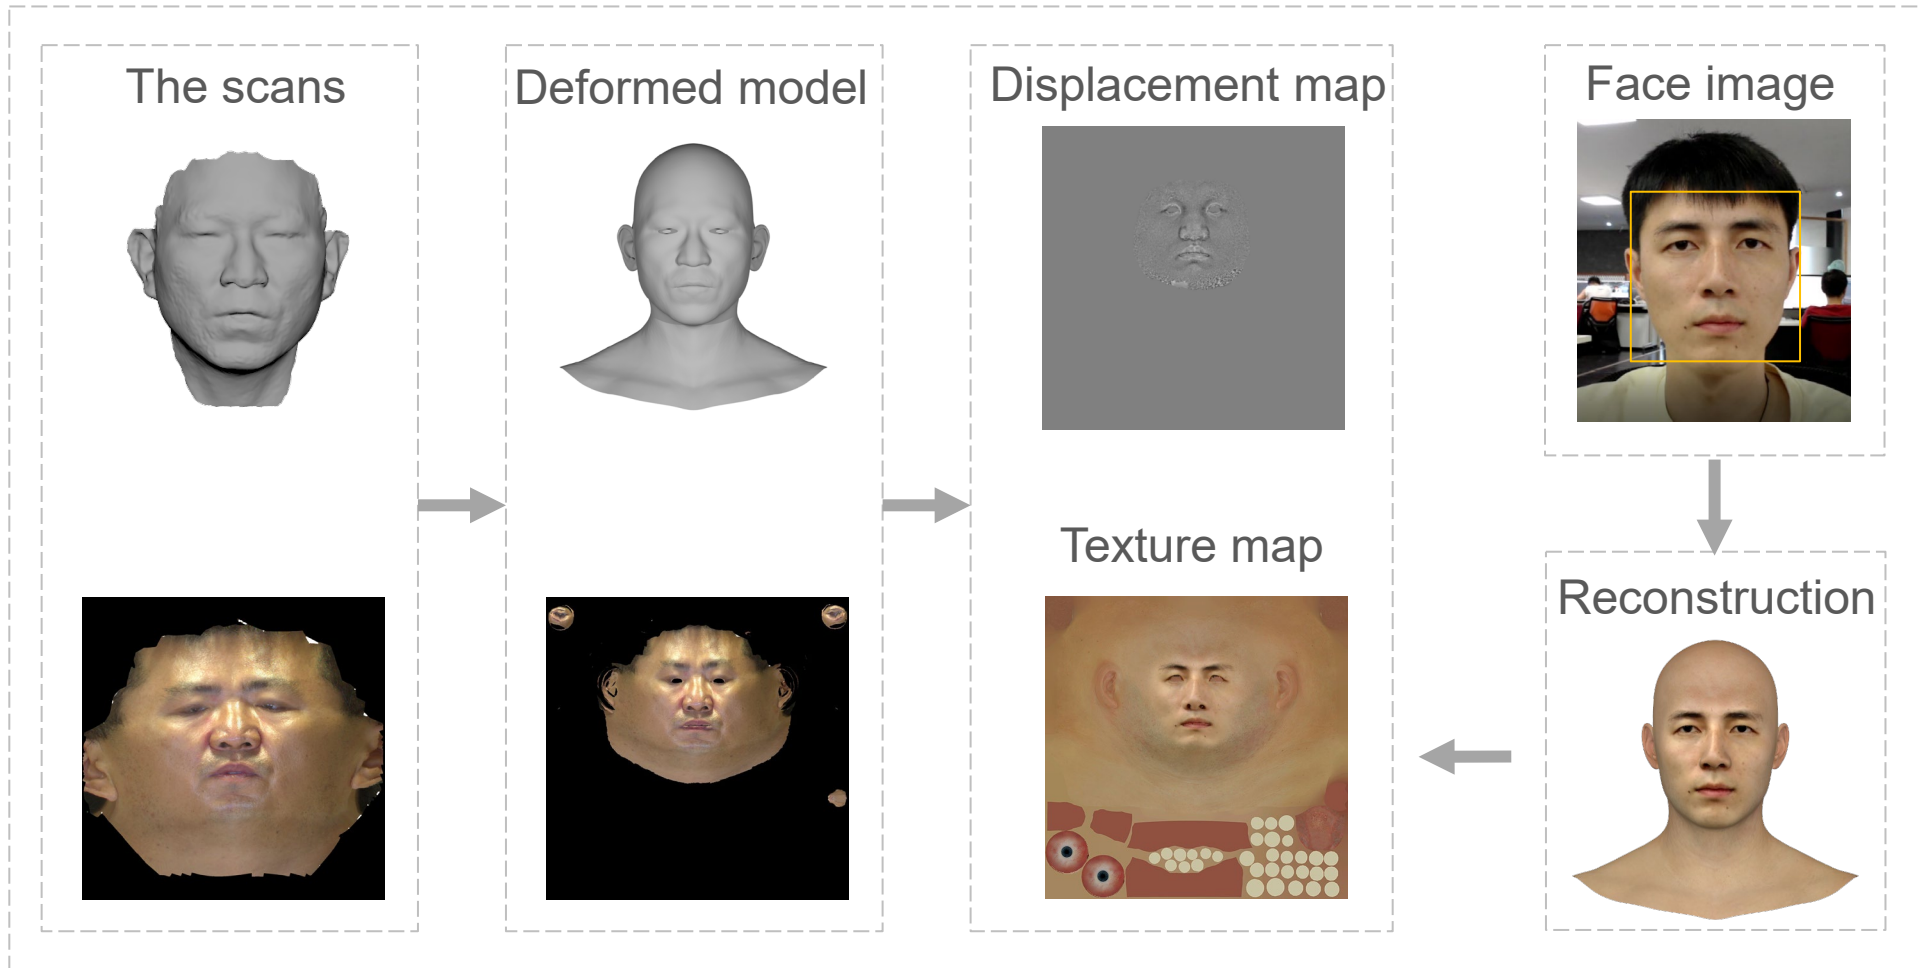 The scans
Deformed model
Displacement map
Face image
Texture map
Reconstruction